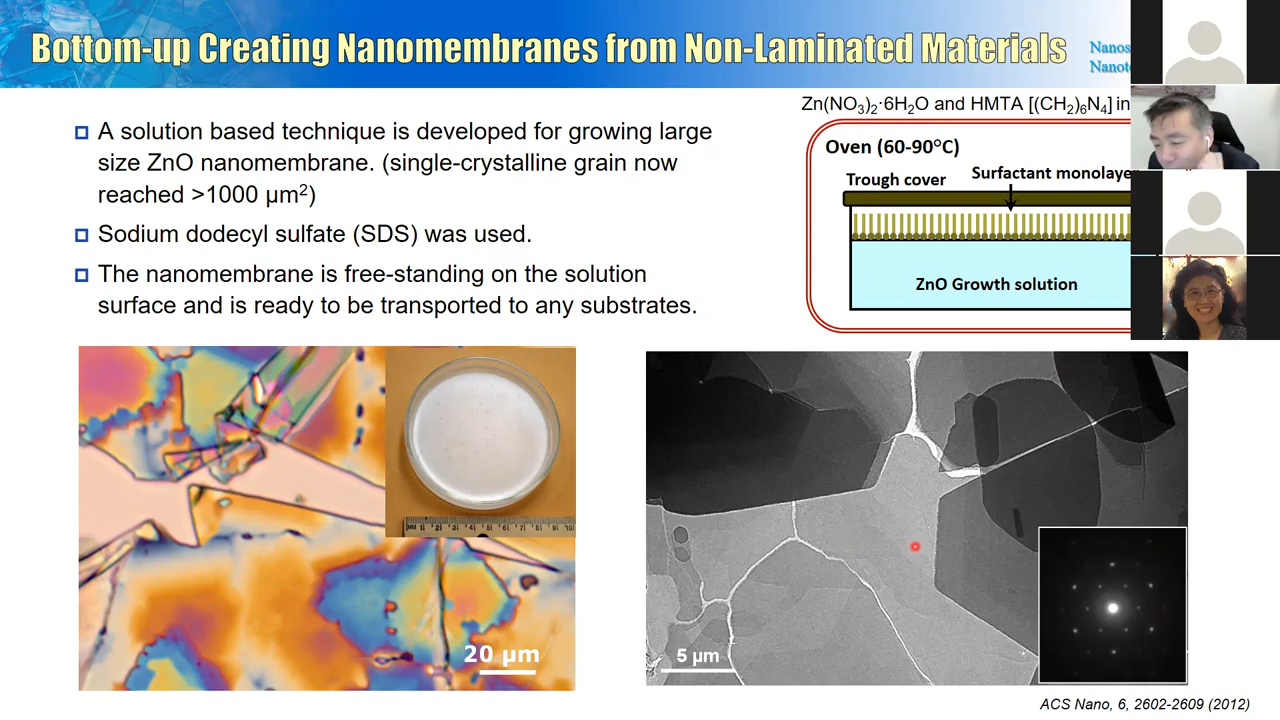 Bottom-up Creating Nanomembranes from Non-Laminated Materials
Zn(NO₃)₂·6H₂O and HMTA [(CH₂)₆N₄] in
A solution based technique is developed for growing large
size ZnO nanomembrane. (single-crystalline grain now
reached >1000 µm²)
Sodium dodecyl sulfate (SDS) was used.
The nanomembrane is free-standing on the solution
surface and is ready to be transported to any substrates.
Oven (60-90°C)
Trough cover
Surfactant
ZnO Growth solution
20 µm
5 µm
ACS Nano, 6, 2602-2609 (2012)